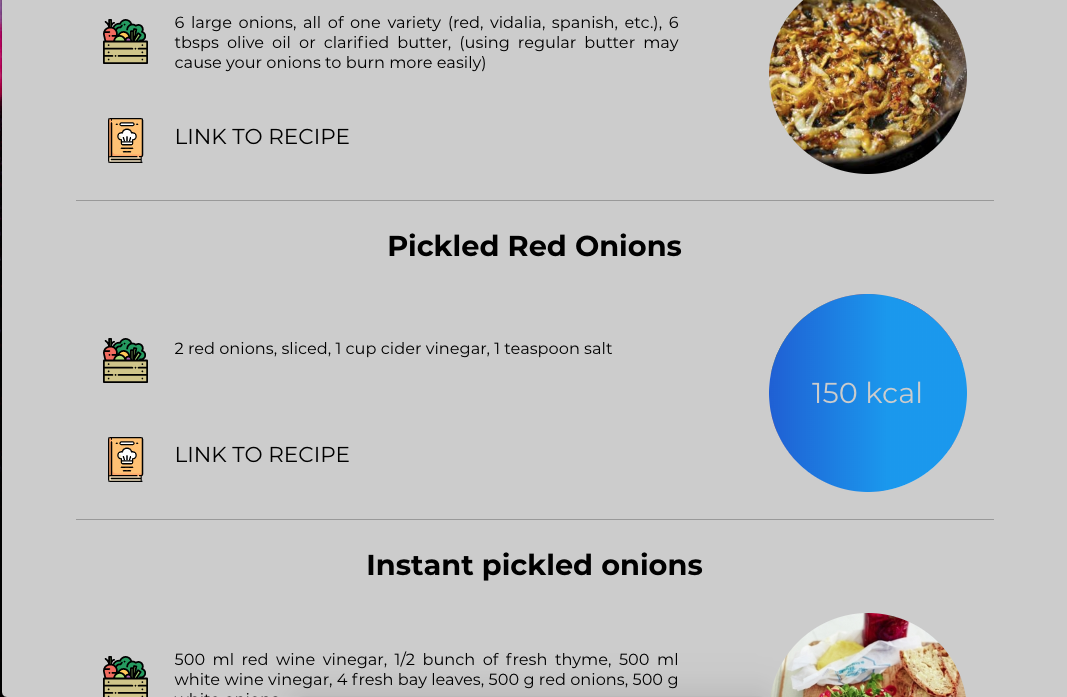 6 large onions, all of one variety (red, vidalia, spanish, etc.), 6
tbsps olive oil or clarified butter, (using regular butter may
cause your onions to burn more easily)
LINK TO RECIPE
Pickled Red Onions
2 red onions, sliced, 1 cup cider vinegar, 1 teaspoon salt
150 kcal
LINK TO RECIPE
Instant pickled onions
500 ml red wine vinegar, 1/2 bunch of fresh thyme, 500 ml
white wine vinegar, 4 fresh bay leaves, 500 g red onions, 500 g
white onions